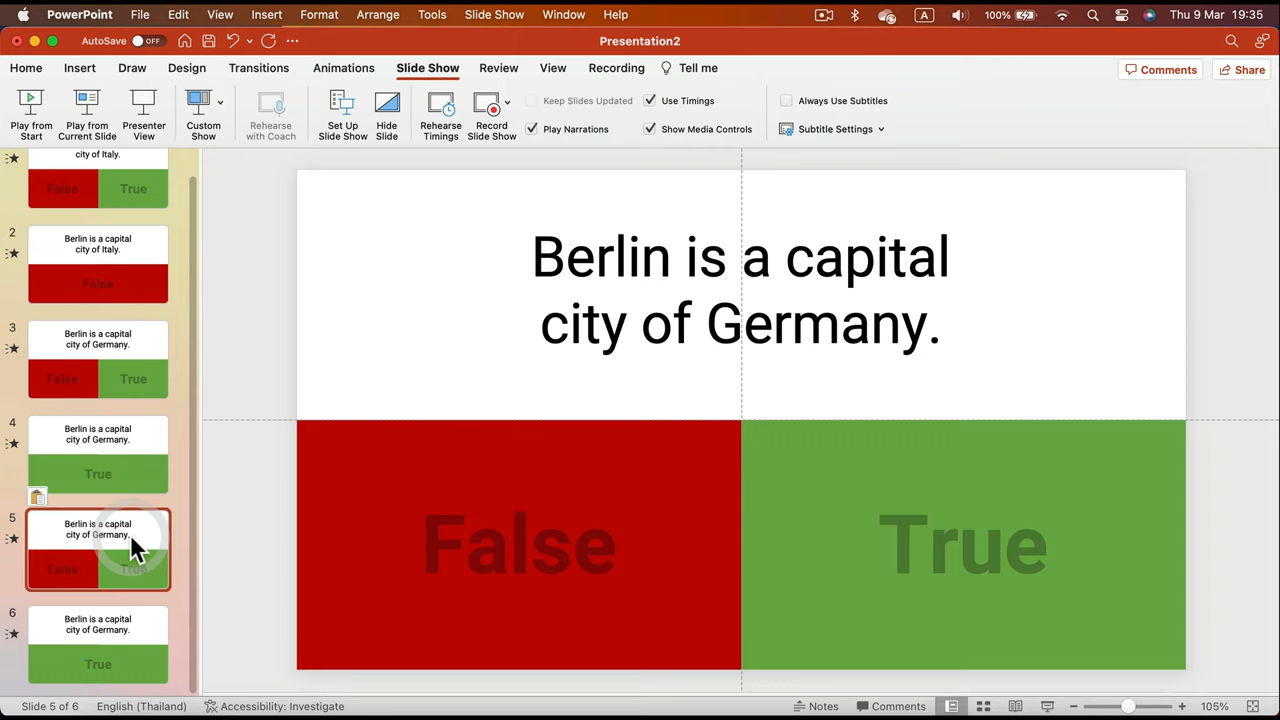 PowerPoint File Edit View Insert Format Arrange Tools Slide Show Window Help A 100% Thu 9 Mar 19:35
AutoSave OFF Presentation2
Home Insert Draw Design Transitions Animations Slide Show Review View Recording Tell me Comments Share
Play from Start
Play from Current Slide
Presenter View
Custom Show
Rehearse with Coach
Set Up Slide Show
Hide Slide
Rehearse Timings
Record Slide Show
Keep Slides Updated Use Timings
Play Narrations Show Media Controls
Always Use Subtitles
Subtitle Settings
city of Italy.
False True
2
Berlin is a capital
city of Italy.
False
3
Berlin is a capital
city of Germany.
False True
4
Berlin is a capital
city of Germany.
True
5
Berlin is a capital
city of Germany.
False True
6
Berlin is a capital
city of Germany.
True
Berlin is a capital
city of Germany.
False True
Slide 5 of 6 English (Thailand) Accessibility: Investigate Notes Comments 105%